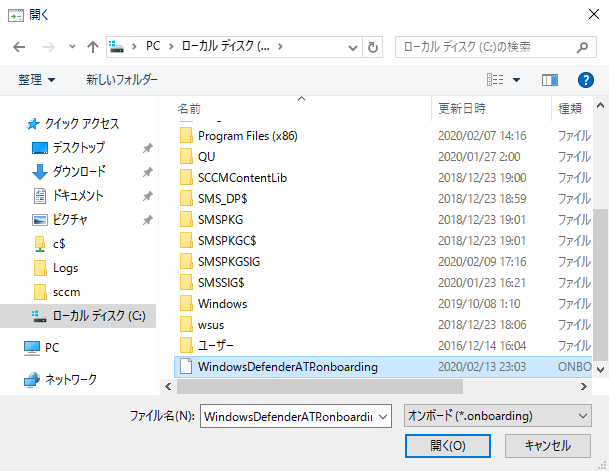 開く
PC
ローカル ディスク (...
ローカル ディスク (C:)の検索
整理
新しいフォルダー
名前
更新日時
種類
クイック アクセス
デスクトップ
ダウンロード
ドキュメント
ピクチャ
c$
Logs
sccm
ローカル ディスク (C:)
PC
ネットワーク
Program Files (x86) 2020/02/07 14:16 ファイル
QU 2020/01/27 2:00 ファイル
SCCMContentLib 2018/12/23 19:00 ファイル
SMS_DP$ 2018/12/23 18:59 ファイル
SMSPKG 2018/12/23 19:01 ファイル
SMSPKGC$ 2018/12/23 19:01 ファイル
SMSPKGSIG 2020/02/09 17:16 ファイル
SMSSIG$ 2020/01/23 16:21 ファイル
Windows 2019/10/08 1:10 ファイル
wsus 2018/12/23 18:06 ファイル
ユーザー 2016/12/14 16:04 ファイル
WindowsDefenderATP.onboarding 2020/02/13 23:03 ONBO
ファイル名(N):
WindowsDefenderATP.onboardin
オンボード (*.onboarding)
開く(O)
キャンセル